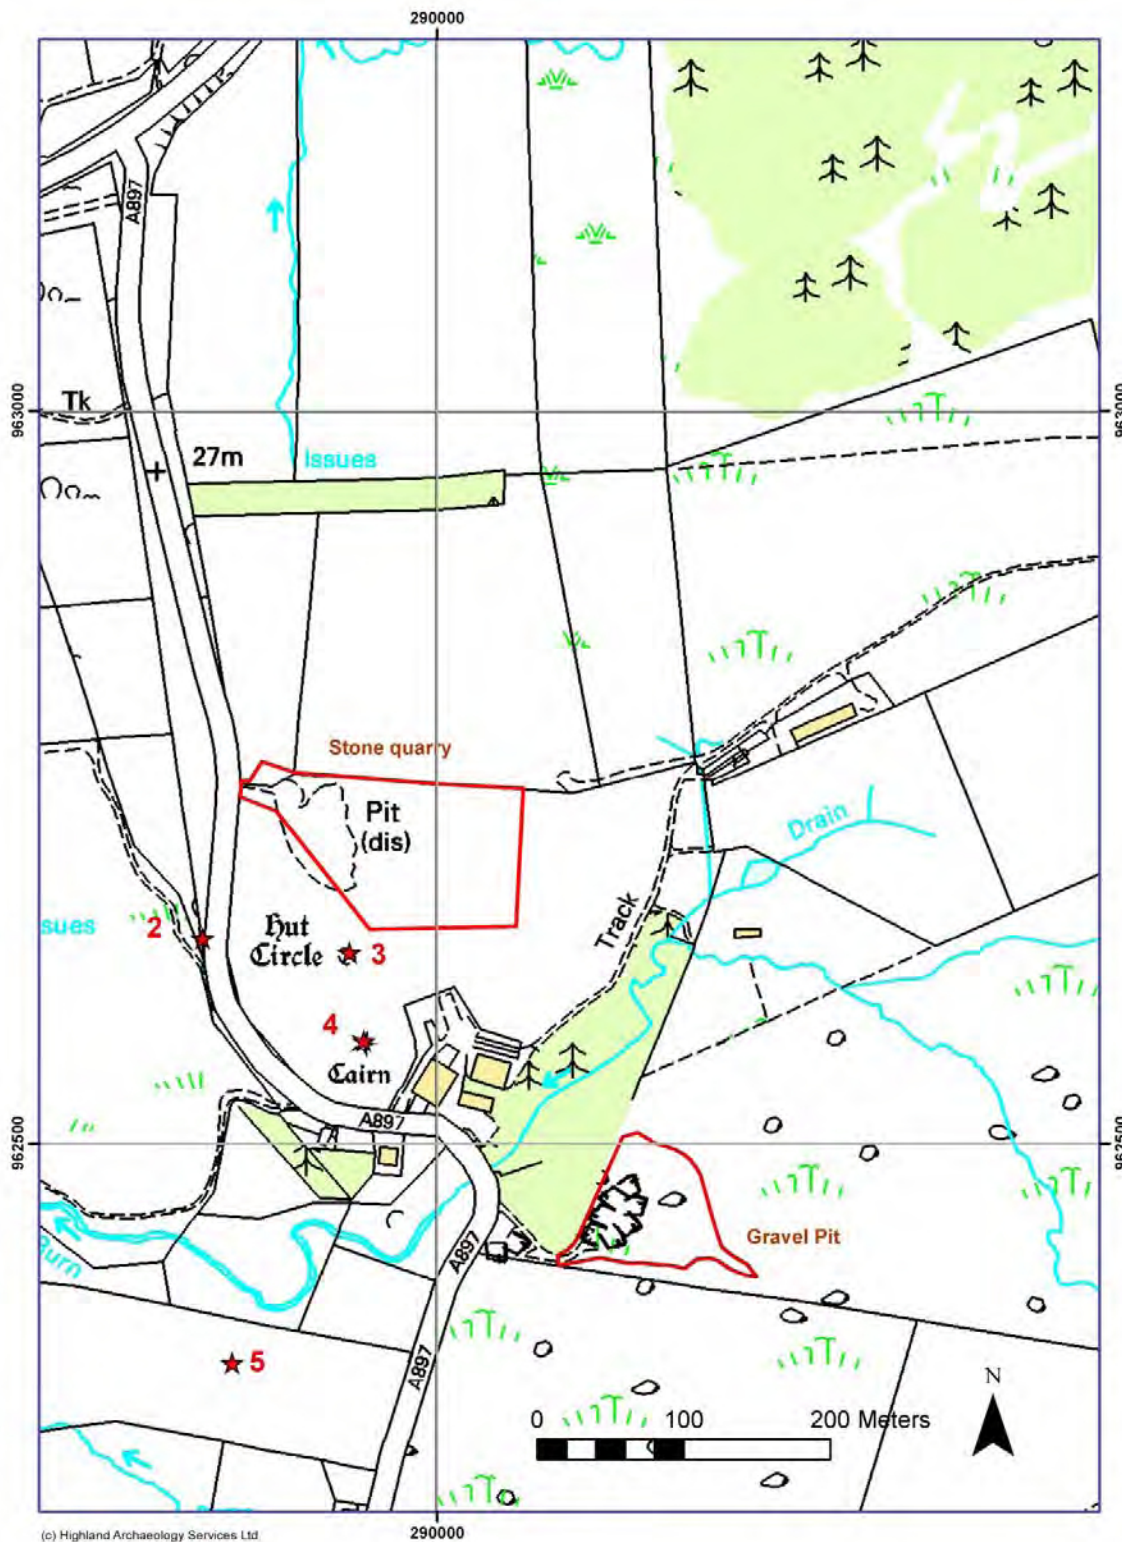 290000
A897
963000
963000
Tk
27m
Issues
Stone quarry
Pit
(dis)
Drain
Track
sues
2
Hut
Circle
3
4
Cairn
A897
962500
962500
A897
Gravel Pit
Burn
5
A897
N
0 100 200 Meters
(c) Highland Archaeology Services Ltd
290000